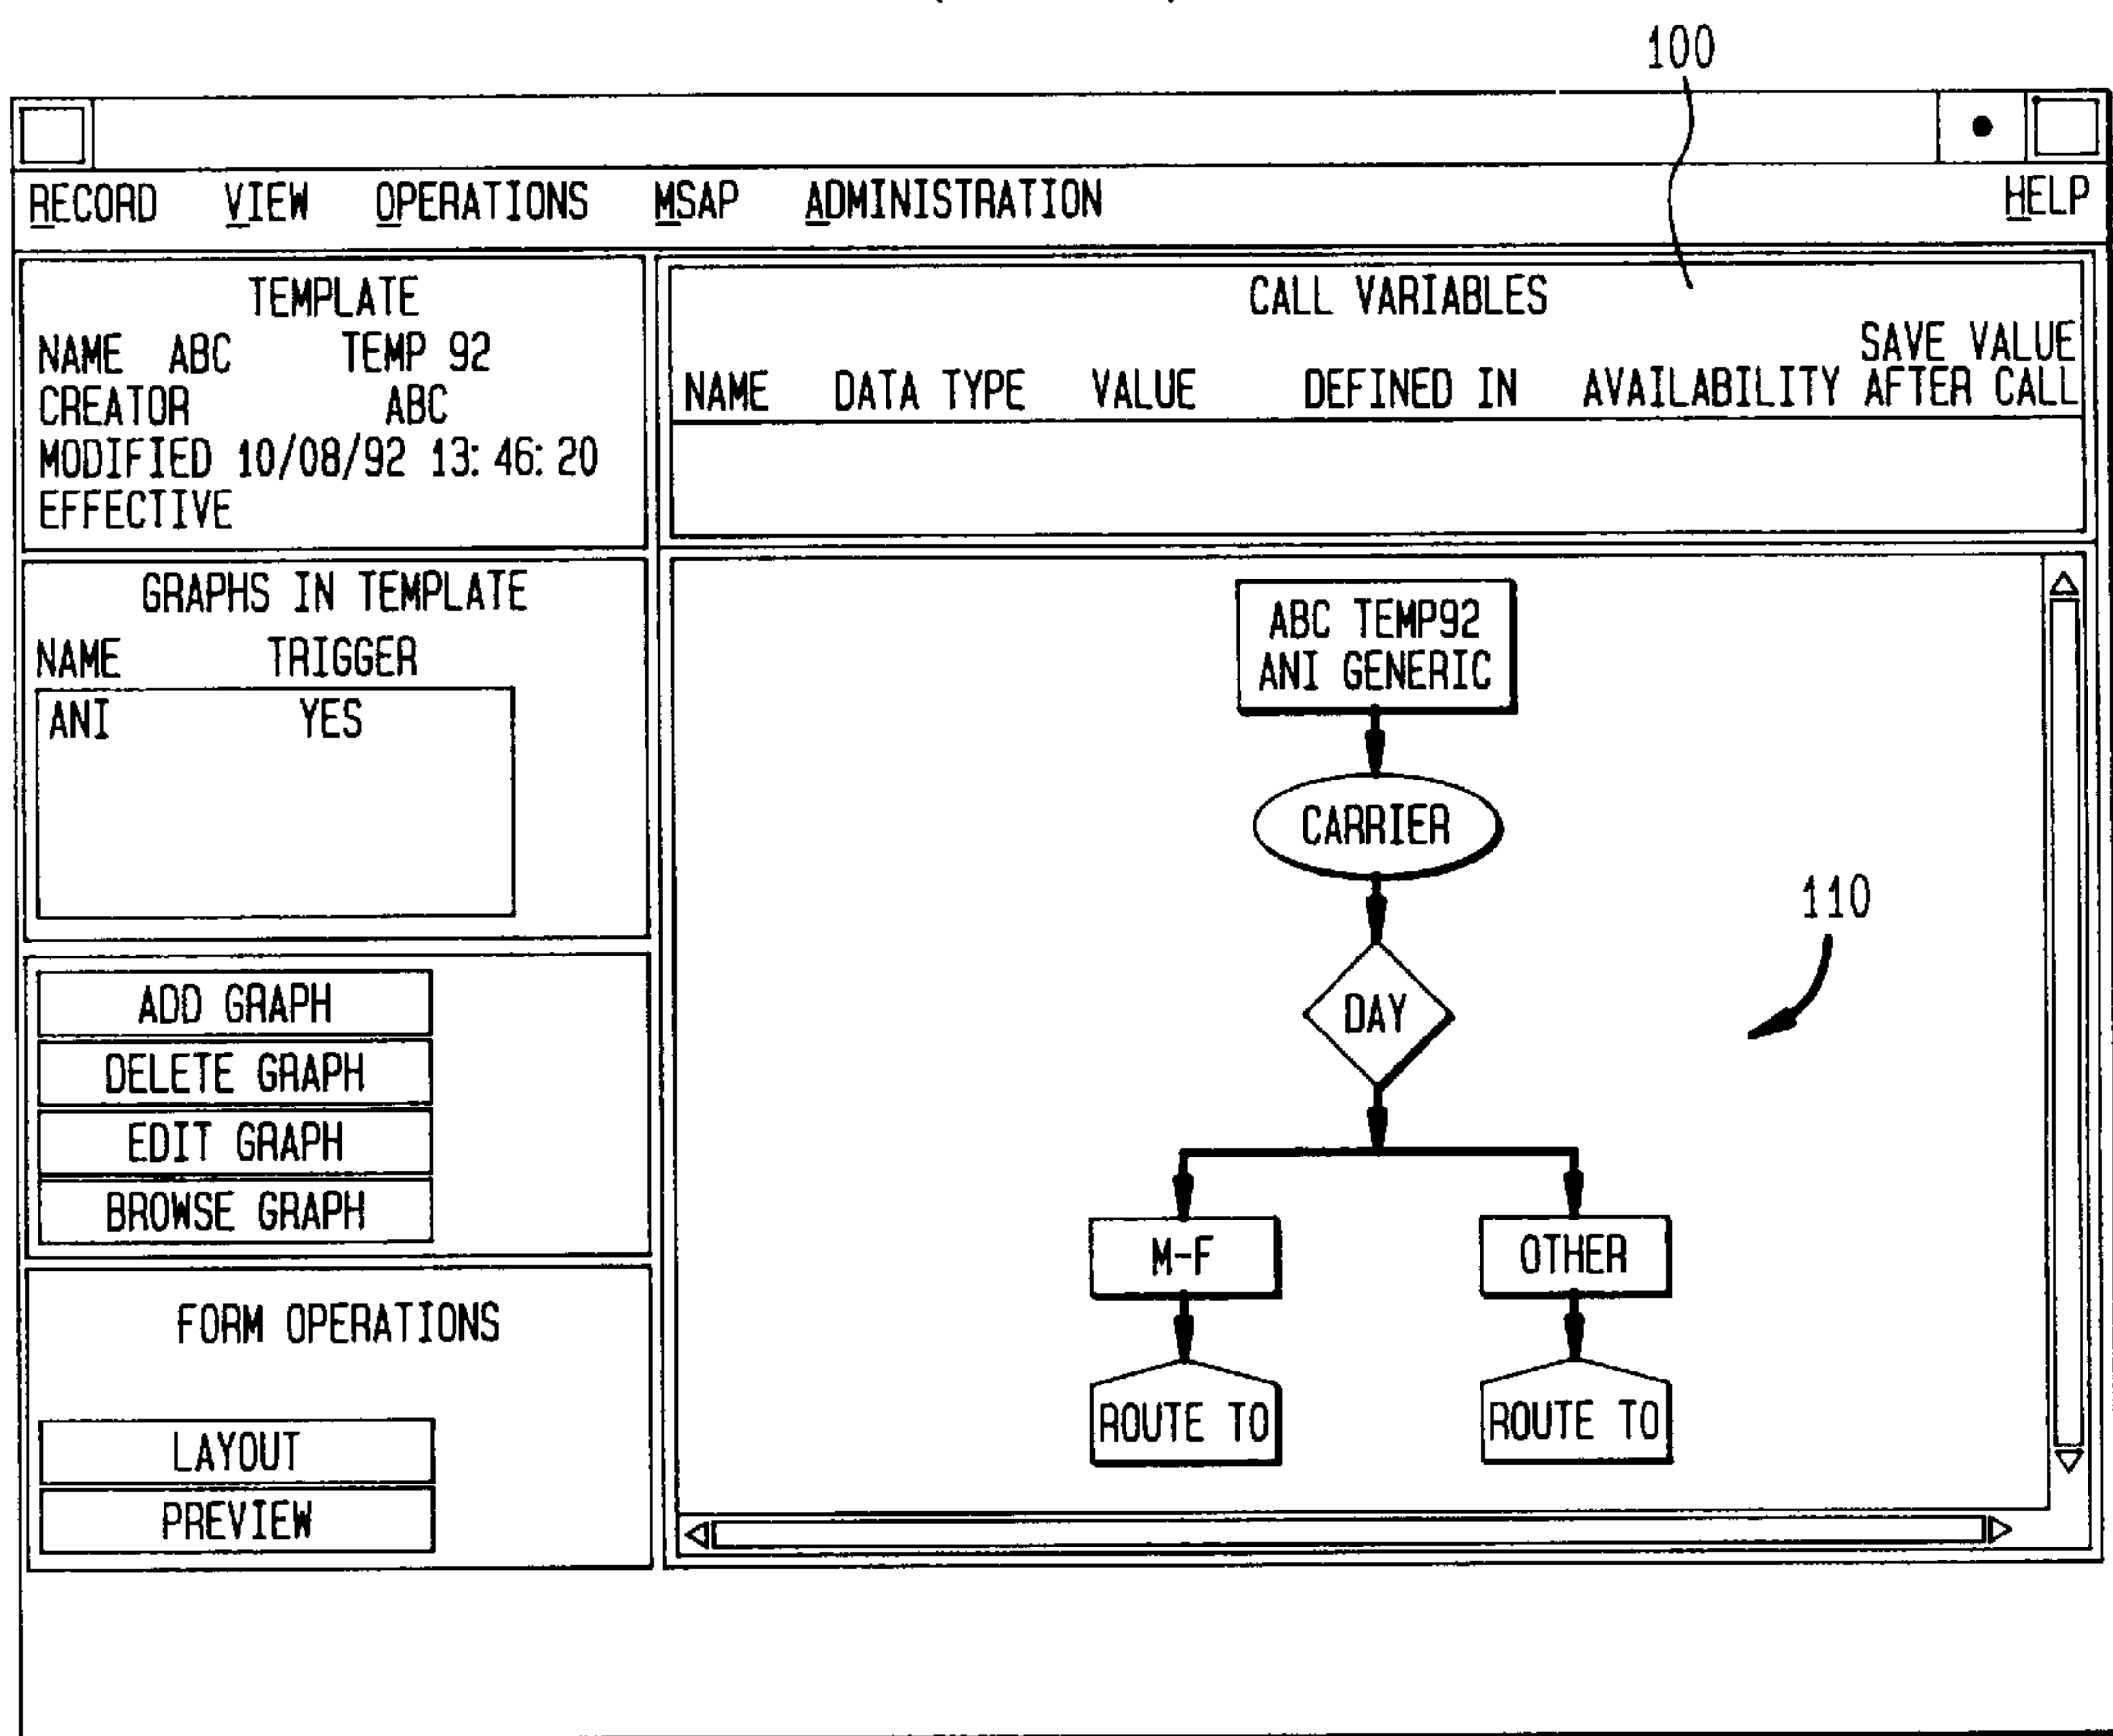 100
RECORD VIEW OPERATIONS MSAP ADMINISTRATION HELP
TEMPLATE
NAME ABC TEMP 92
CREATOR ABC
MODIFIED 10/08/92 13:46:20
EFFECTIVE
CALL VARIABLES
SAVE VALUE
NAME DATA TYPE VALUE DEFINED IN AVAILABILITY AFTER CALL
GRAPHS IN TEMPLATE
NAME TRIGGER
ANI YES
ADD GRAPH
DELETE GRAPH
EDIT GRAPH
BROWSE GRAPH
FORM OPERATIONS
LAYOUT
PREVIEW
ABC TEMP92
ANI GENERIC
CARRIER
110
DAY
M-F OTHER
ROUTE TO ROUTE TO